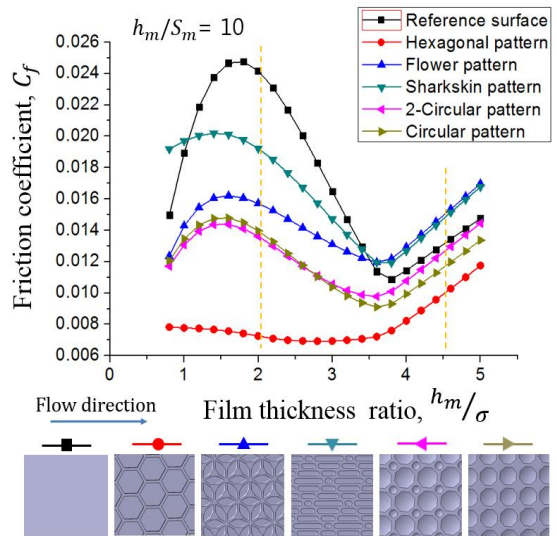 h_m/S_m = 10
Reference surface
Hexagonal pattern
Flower pattern
Sharkskin pattern
2-Circular pattern
Circular pattern
Friction coefficient, C_f
0.026
0.024
0.022
0.020
0.018
0.016
0.014
0.012
0.010
0.008
0.006
0 1 2 3 4 5
Flow direction
Film thickness ratio, h_m/σ